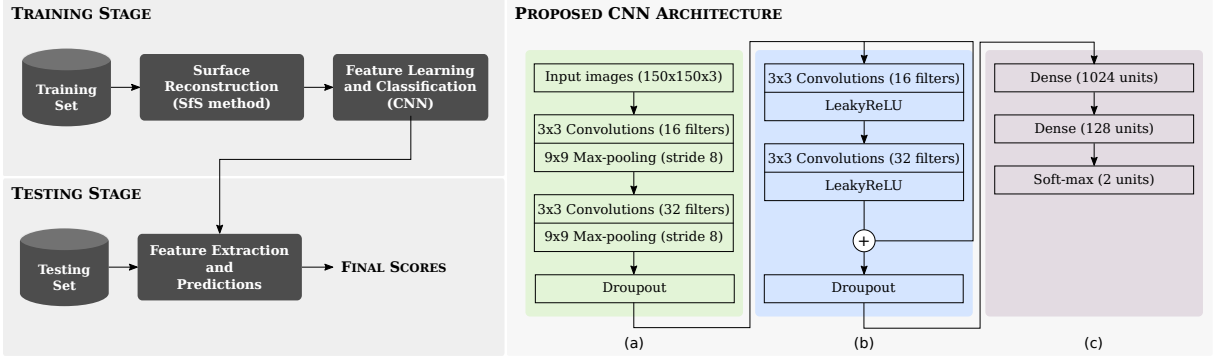 TRAINING STAGE
Training
Set
Surface
Reconstruction
(SfS method)
Feature Learning
and Classification
(CNN)
TESTING STAGE
Testing
Set
Feature Extraction
and
Predictions
FINAL SCORES
PROPOSED CNN ARCHITECTURE
Input images (150x150x3)
3x3 Convolutions (16 filters)
9x9 Max-pooling (stride 8)
3x3 Convolutions (32 filters)
9x9 Max-pooling (stride 8)
Droupout
(a)
3x3 Convolutions (16 filters)
LeakyReLU
3x3 Convolutions (32 filters)
LeakyReLU
+
Droupout
(b)
Dense (1024 units)
Dense (128 units)
Soft-max (2 units)
(c)